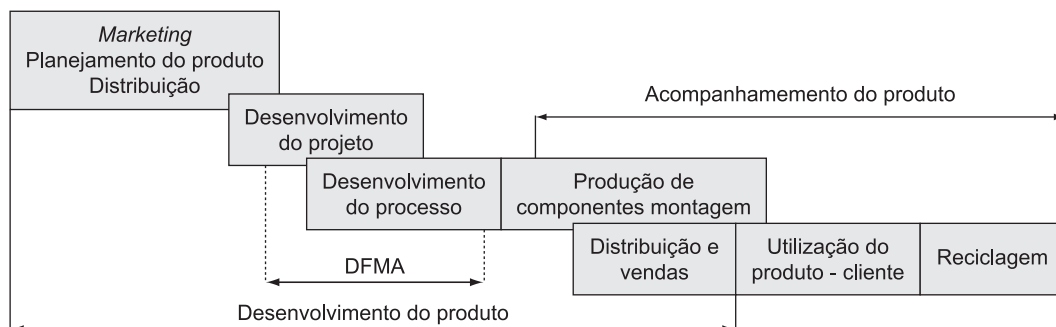 Marketing
Planejamento do produto
Distribuição
Desenvolvimento
do projeto
Acompanhamemento do produto
Desenvolvimento
do processo
Produção de
componentes montagem
Distribuição e
vendas
Utilização do
produto - cliente
Reciclagem
DFMA
Desenvolvimento do produto